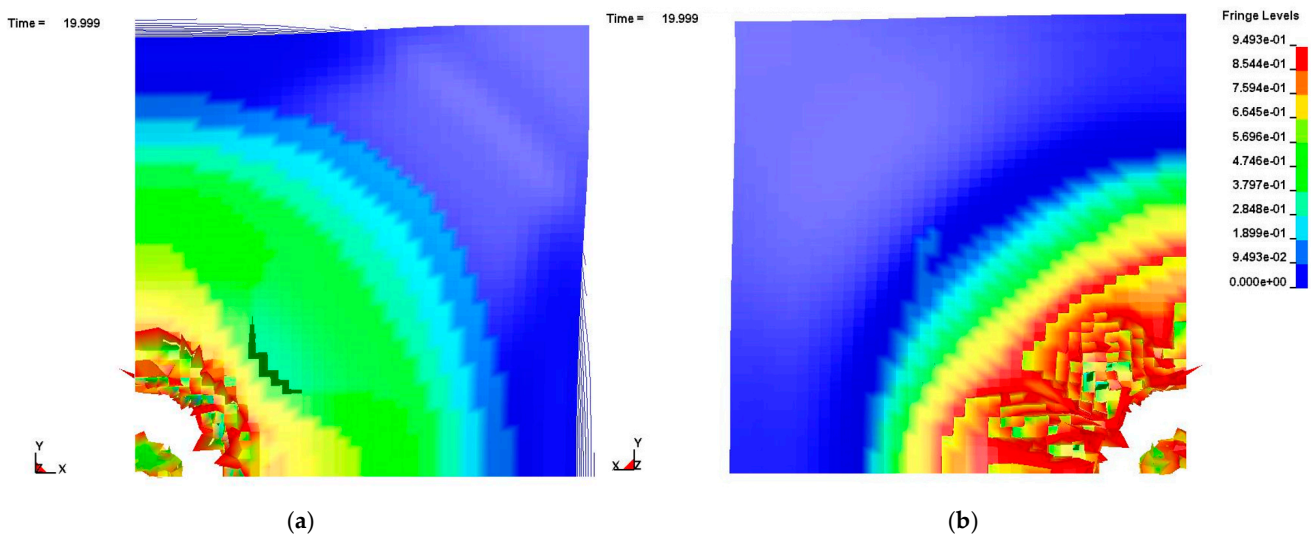 Time = 19.999
Time = 19.999
Fringe Levels
9.493e-01
8.544e-01
7.594e-01
6.645e-01
5.696e-01
4.746e-01
3.797e-01
2.848e-01
1.899e-01
9.493e-02
0.000e+00
Y
X
Z
Y
X
Z
(a)
(b)